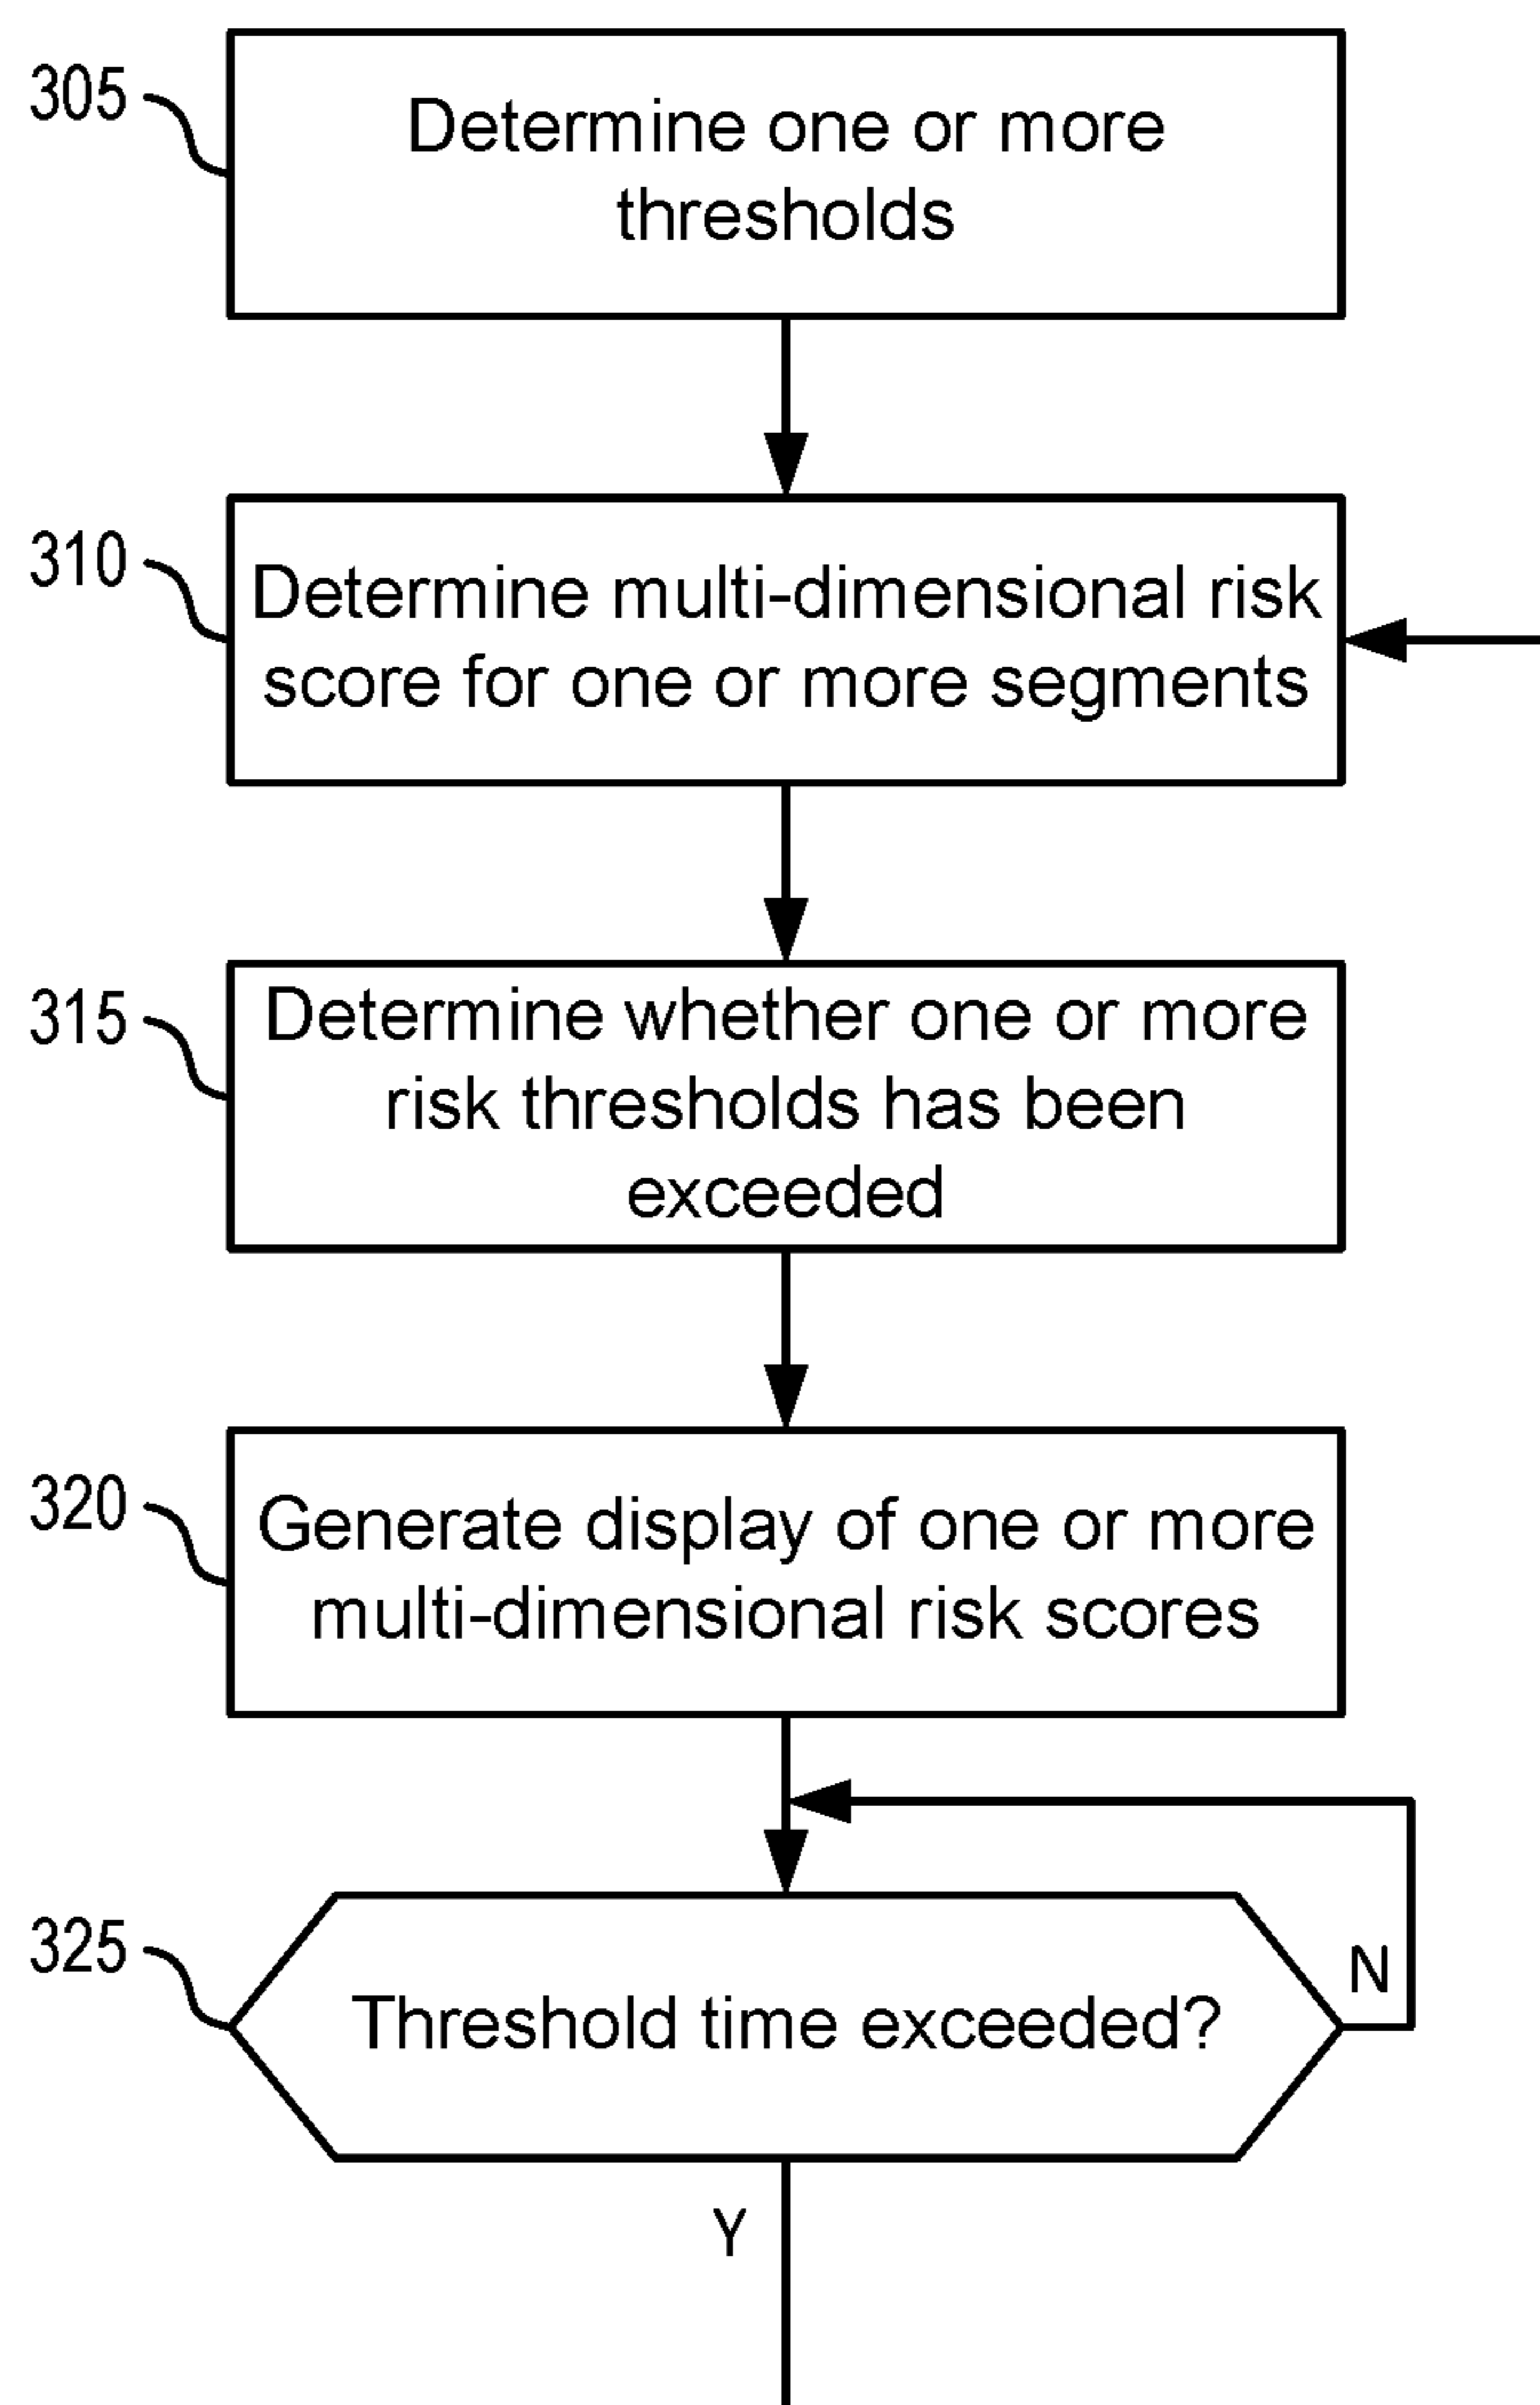 305
Determine one or more
thresholds
310
Determine multi-dimensional risk
score for one or more segments
315
Determine whether one or more
risk thresholds has been
exceeded
320
Generate display of one or more
multi-dimensional risk scores
325
Threshold time exceeded?
N
Y